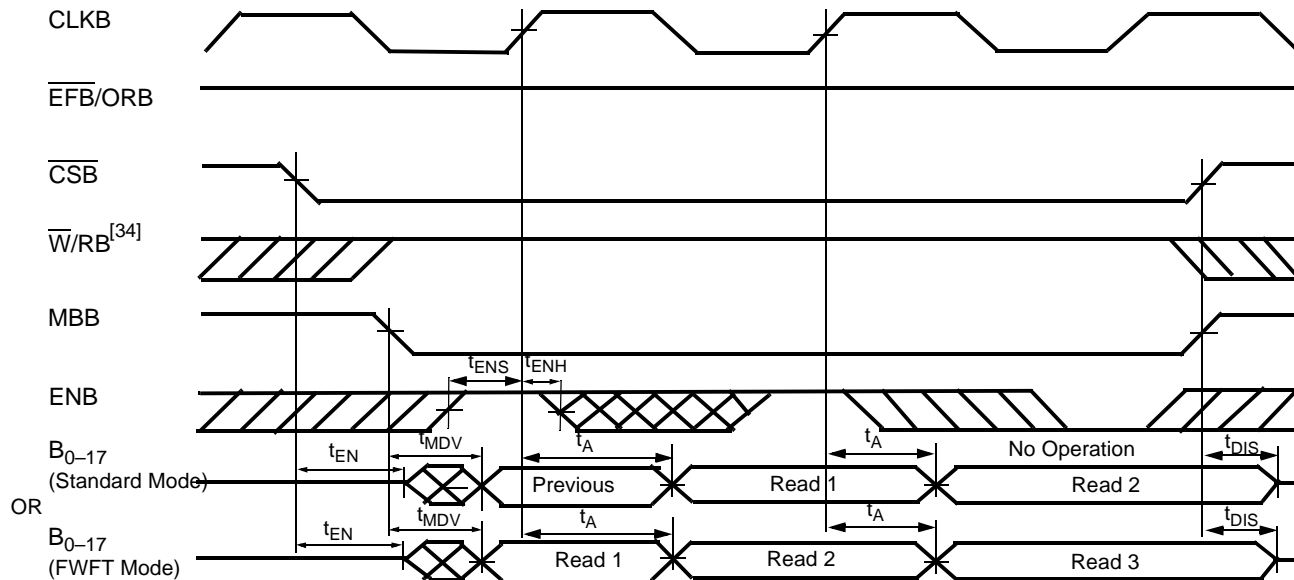 CLKB
EFB/ORB
CSB
W/RB[34]
MBB
tENS tENH
ENB
tMDV
B0–17
(Standard Mode)
tEN tA tA No Operation tDIS
Previous Read 1 Read 2
OR
tMDV
B0–17
(FWFT Mode)
tEN tA tA tDIS
Read 1 Read 2 Read 3